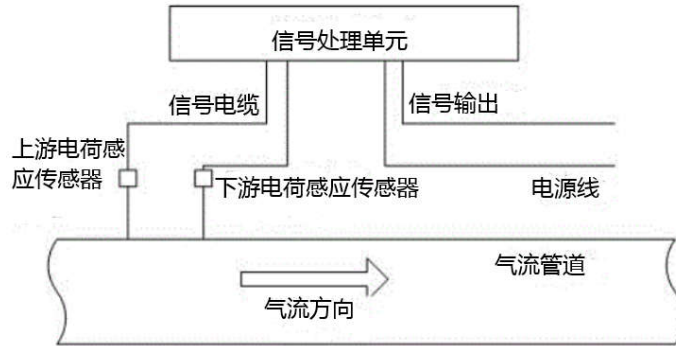 信号处理单元
信号电缆
信号输出
上游电荷感
应传感器
下游电荷感应传感器
电源线
气流管道
气流方向